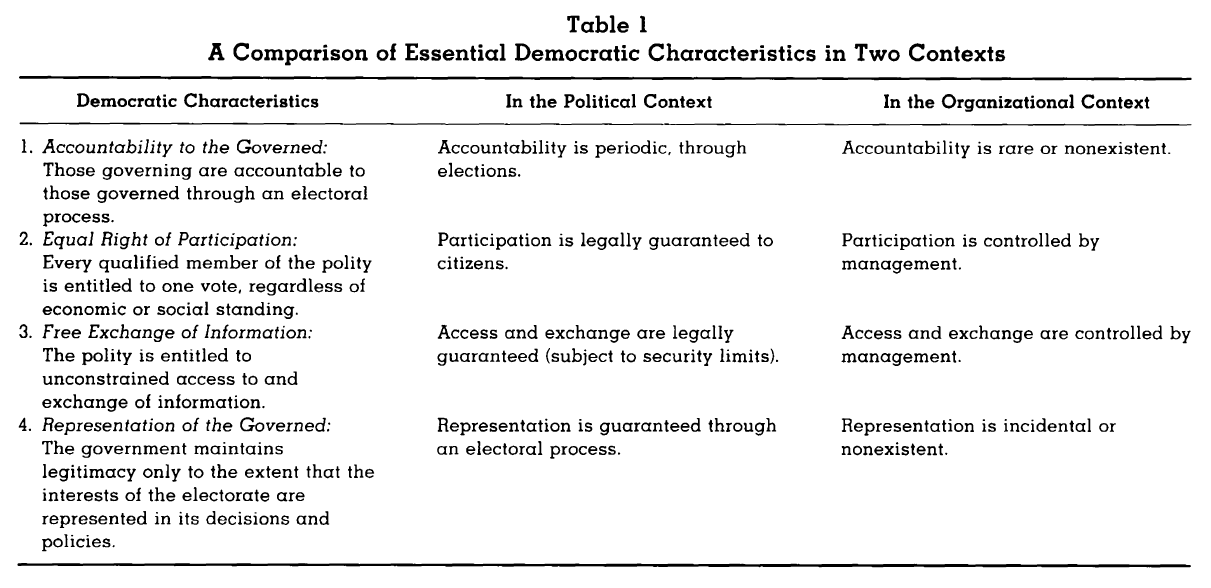 Table 1
A Comparison of Essential Democratic Characteristics in Two Contexts
Democratic Characteristics In the Political Context In the Organizational Context
1. Accountability to the Governed: Accountability is periodic, through Accountability is rare or nonexistent.
Those governing are accountable to elections.
those governed through an electoral
process.
2. Equal Right of Participation: Participation is legally guaranteed to Participation is controlled by
Every qualified member of the polity citizens. management.
is entitled to one vote, regardless of
economic or social standing.
3. Free Exchange of Information: Access and exchange are legally Access and exchange are controlled by
The polity is entitled to guaranteed (subject to security limits). management.
unconstrained access to and
exchange of information.
4. Representation of the Governed: Representation is guaranteed through Representation is incidental or
The government maintains an electoral process. nonexistent.
legitimacy only to the extent that the
interests of the electorate are
represented in its decisions and
policies.